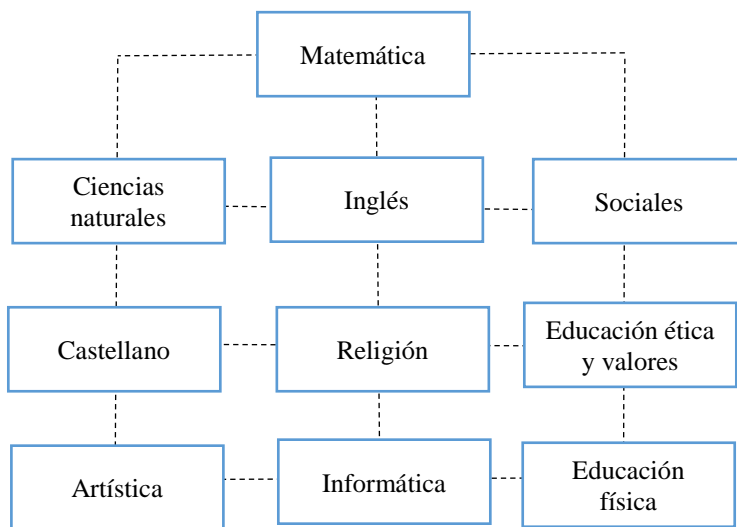 Matemática
Ciencias
naturales
Inglés
Sociales
Castellano
Religión
Educación ética
y valores
Artística
Informática
Educación
física